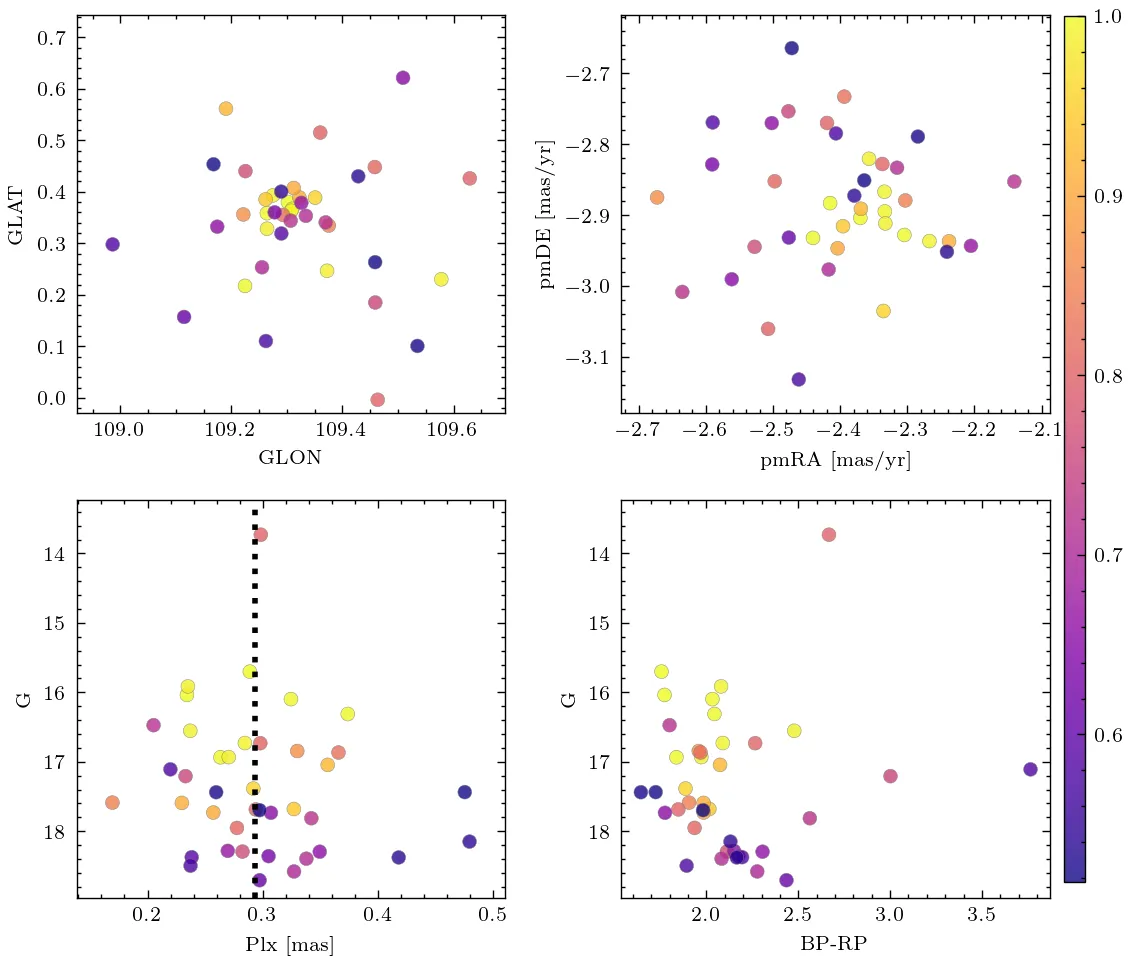 0.7
0.6
0.5
0.4
0.3
0.2
0.1
0.0
GLAT
109.0 109.2 109.4 109.6
GLON
−2.7
−2.8
−2.9
−3.0
−3.1
pmDE [mas/yr]
−2.7 −2.6 −2.5 −2.4 −2.3 −2.2 −2.1
pmRA [mas/yr]
14
15
16
17
18
G
0.2 0.3 0.4 0.5
Plx [mas]
14
15
16
17
18
G
2.0 2.5 3.0 3.5
BP-RP
1.0
0.9
0.8
0.7
0.6